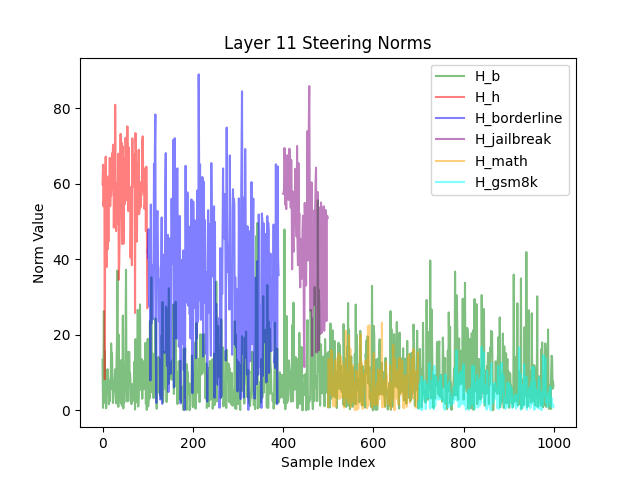 Layer 11 Steering Norms
H_b
H_h
H_borderline
H_jailbreak
H_math
H_gsm8k
Norm Value
80
60
40
20
0
0 200 400 600 800 1000
Sample Index